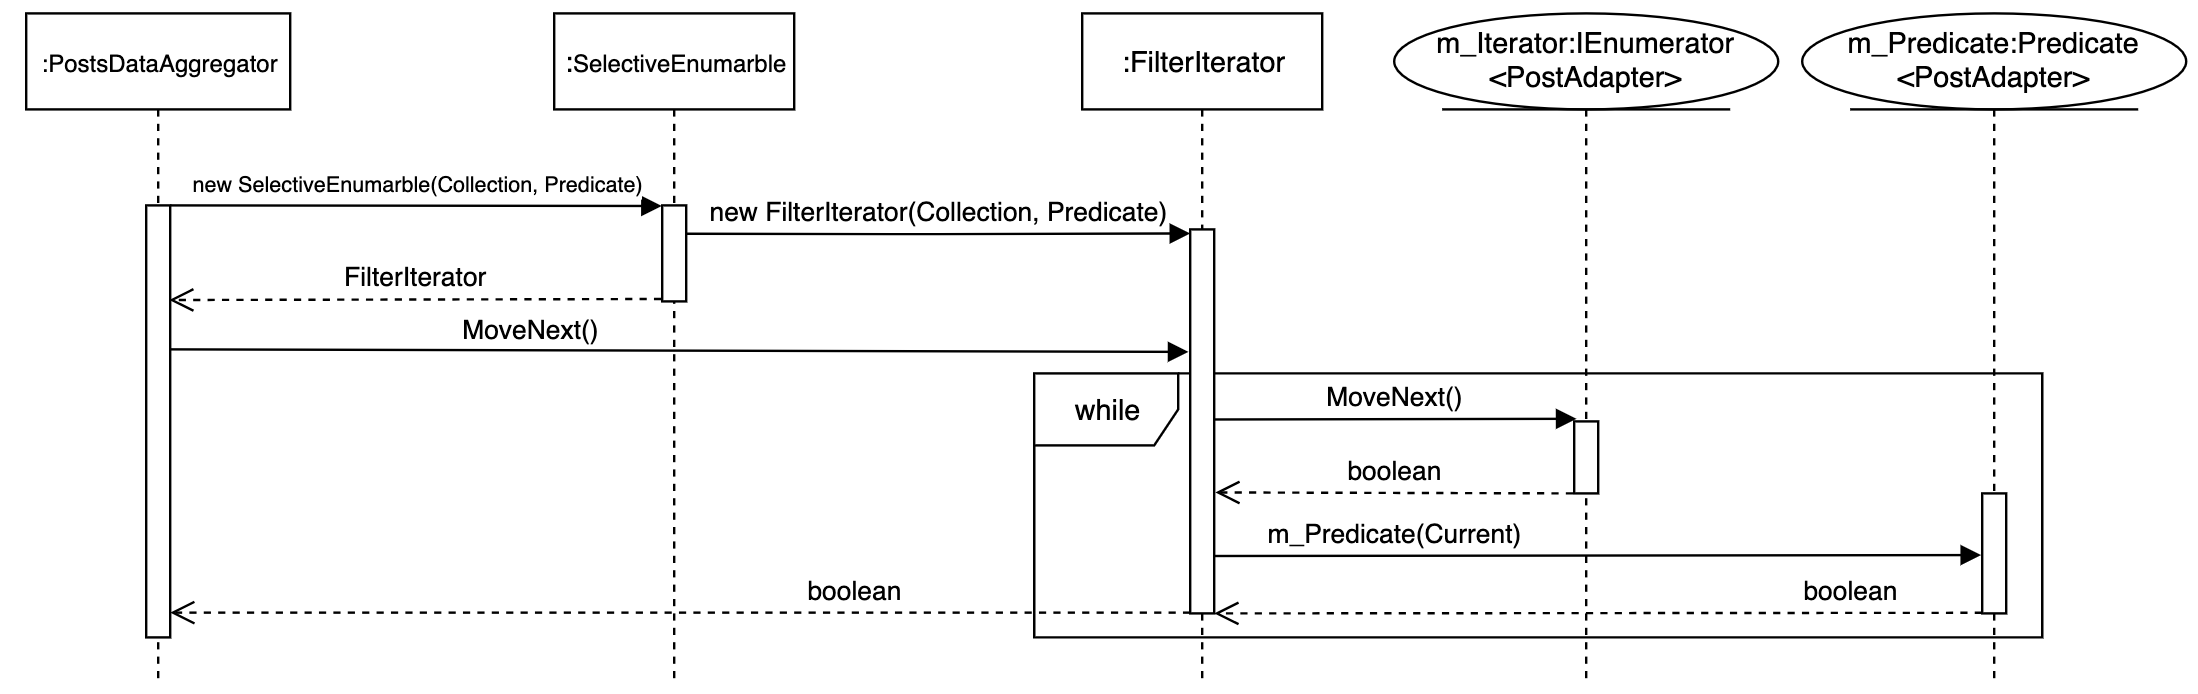 :PostsDataAggregator
:SelectiveEnumarble
:FilterIterator
m_Iterator:IEnumerator
<PostAdapter>
m_Predicate:Predicate
<PostAdapter>
new SelectiveEnumarble(Collection, Predicate)
new FilterIterator(Collection, Predicate)
FilterIterator
MoveNext()
while
MoveNext()
boolean
m_Predicate(Current)
boolean
boolean